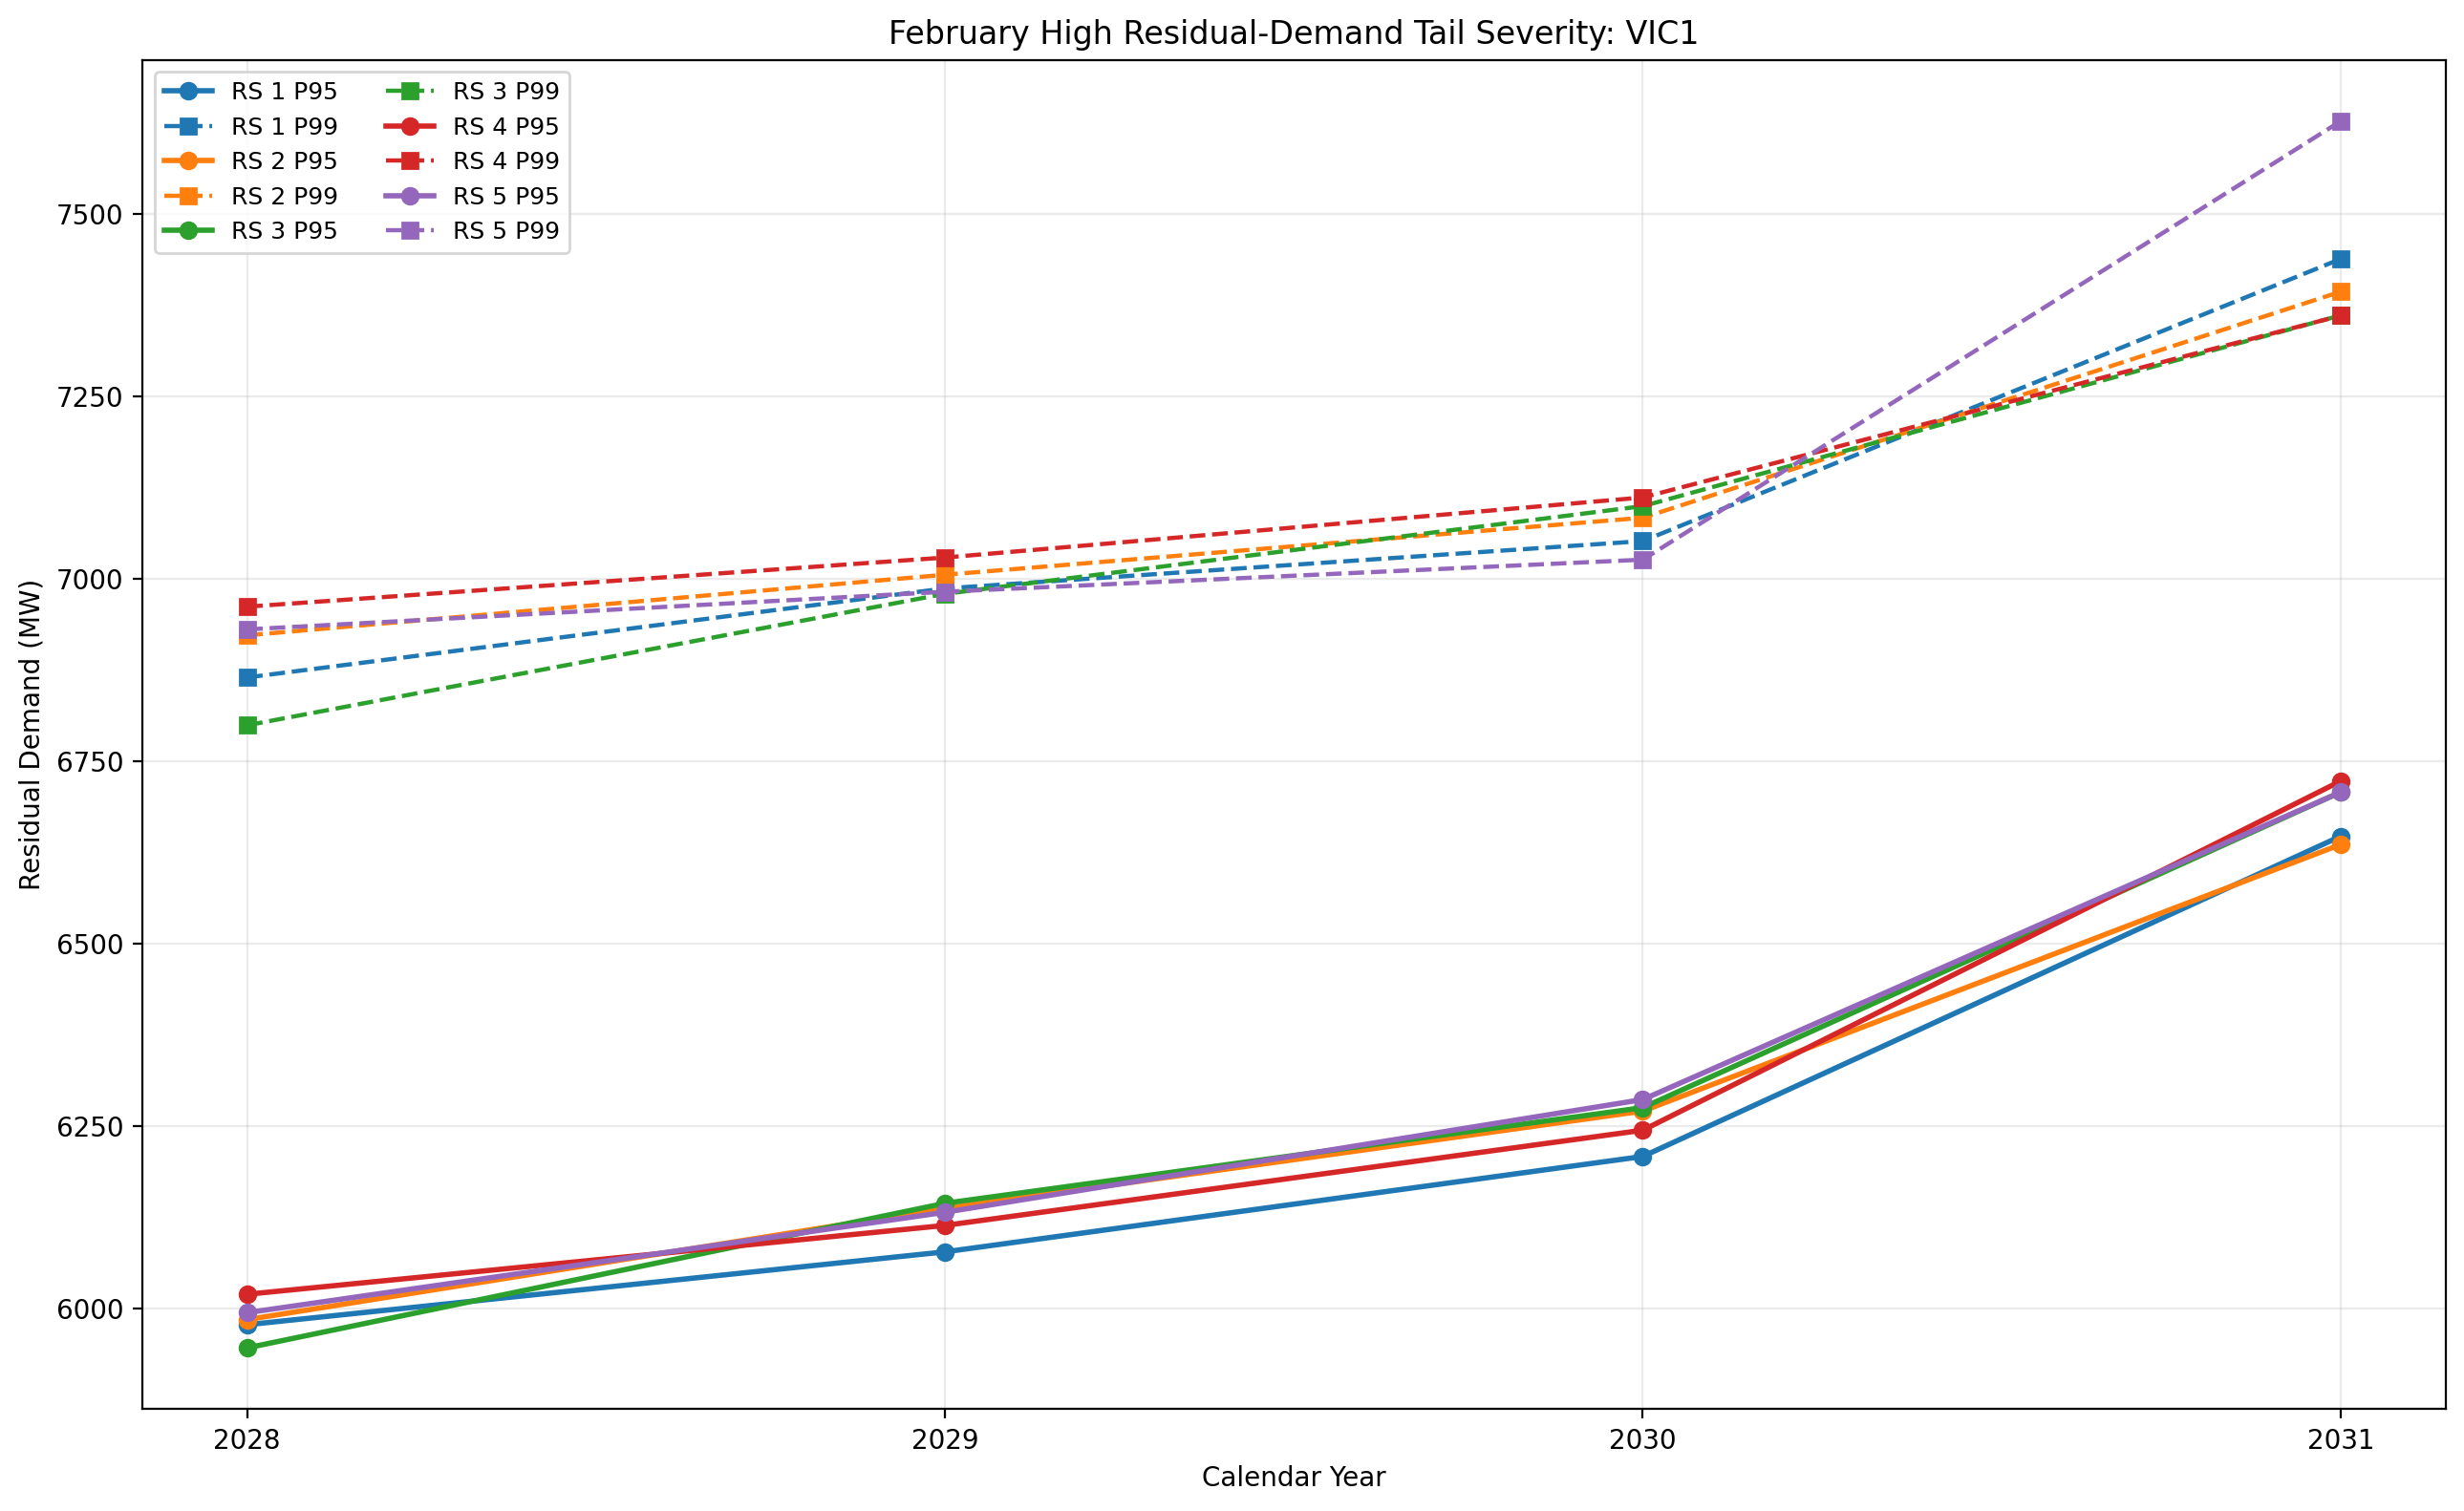 February High Residual-Demand Tail Severity: VIC1
RS 1 P95
RS 1 P99
RS 2 P95
RS 2 P99
RS 3 P95
RS 3 P99
RS 4 P95
RS 4 P99
RS 5 P95
RS 5 P99
Residual Demand (MW)
7500
7250
7000
6750
6500
6250
6000
2028
2029
2030
2031
Calendar Year